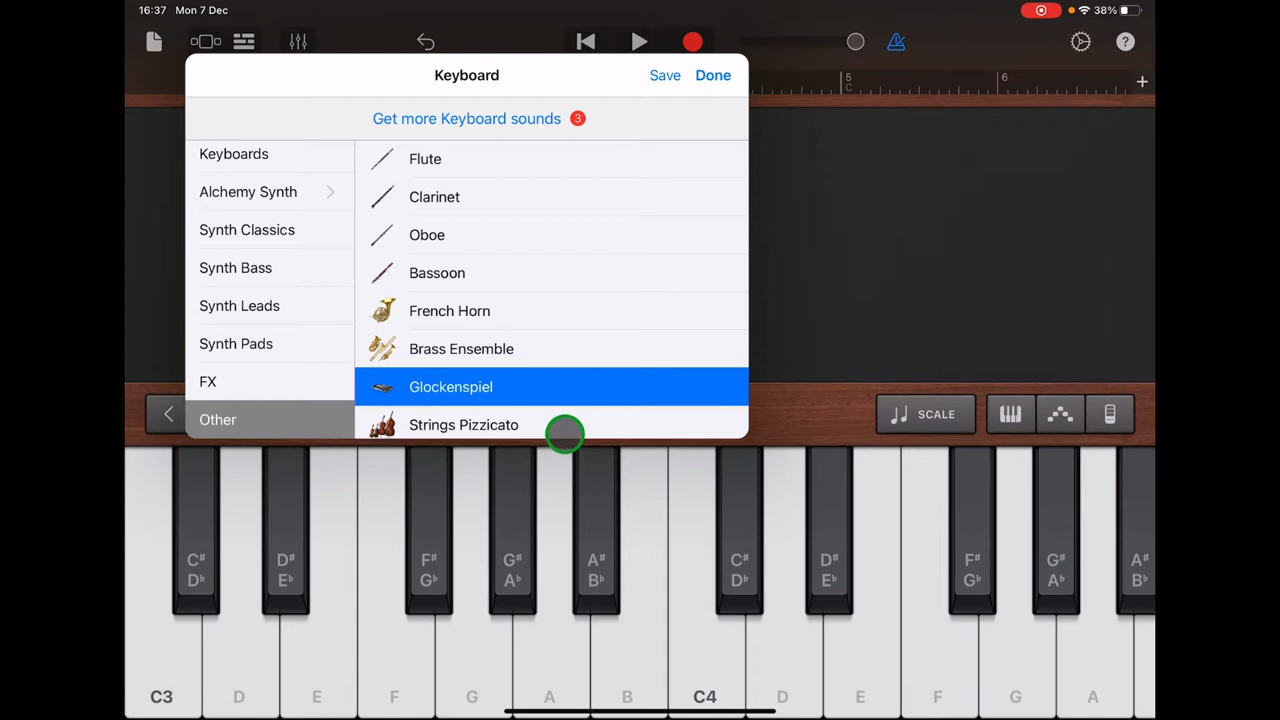 16:37 Mon 7 Dec 38%
Keyboard Save Done
5 6 +
C
Get more Keyboard sounds 3
Keyboards
Alchemy Synth
Synth Classics
Synth Bass
Synth Leads
Synth Pads
FX
Other
Flute
Clarinet
Oboe
Bassoon
French Horn
Brass Ensemble
Glockenspiel
Strings Pizzicato
?
SCALE
C# D# F# G# A# C# D# F# G# A#
D♭ E♭ G♭ A♭ B♭ D♭ E♭ G♭ A♭ B♭
C3 D E F G A B C4 D E F G A